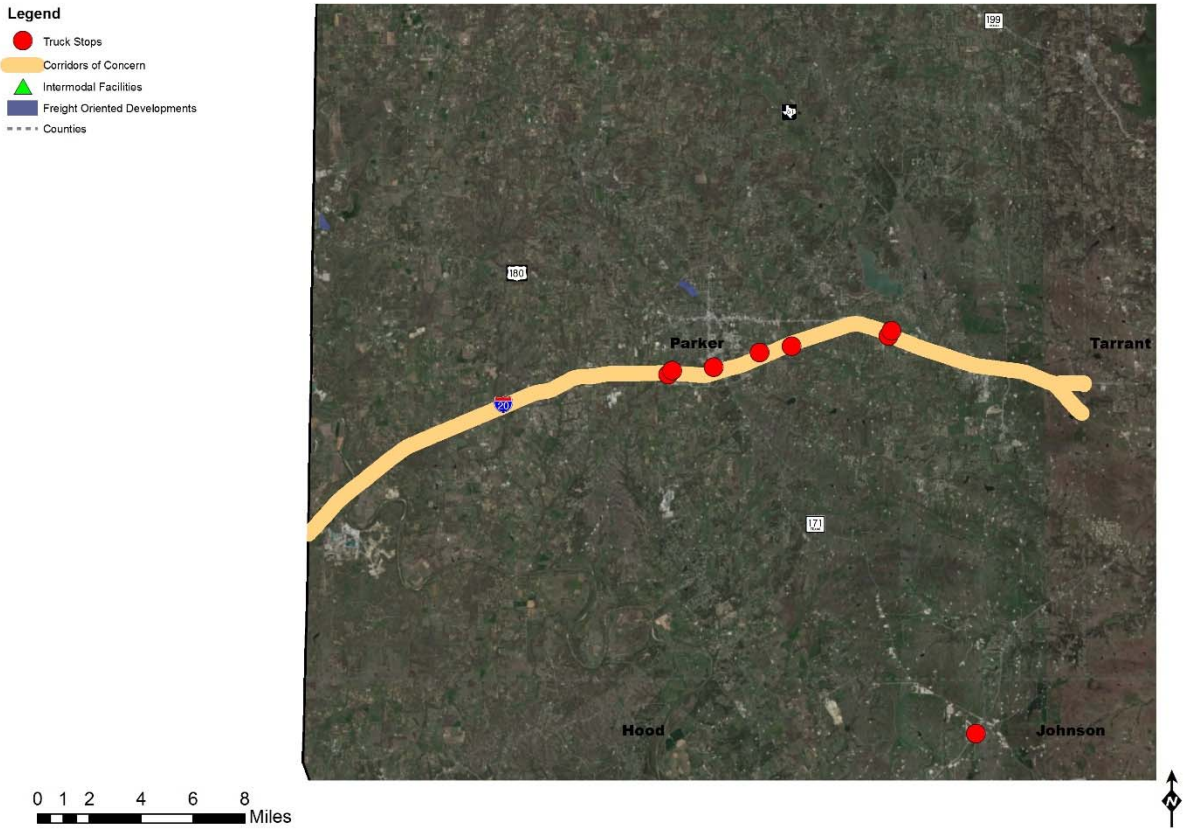 Legend
Truck Stops
Corridors of Concern
Intermodal Facilities
Freight Oriented Developments
Counties
199
180
Parker
Tarrant
20
171
Hood
Johnson
0 1 2 4 6 8
Miles
N